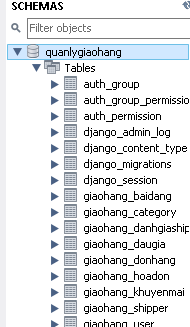 SCHEMAS
Filter objects
quanlygiaohang
Tables
auth_group
auth_group_permissio
auth_permission
django_admin_log
django_content_type
django_migrations
django_session
giaohang_baidang
giaohang_category
giaohang_danhgiaship
giaohang_daugia
giaohang_donhang
giaohang_hoadon
giaohang_khuyenmai
giaohang_shipper
giaohang_user